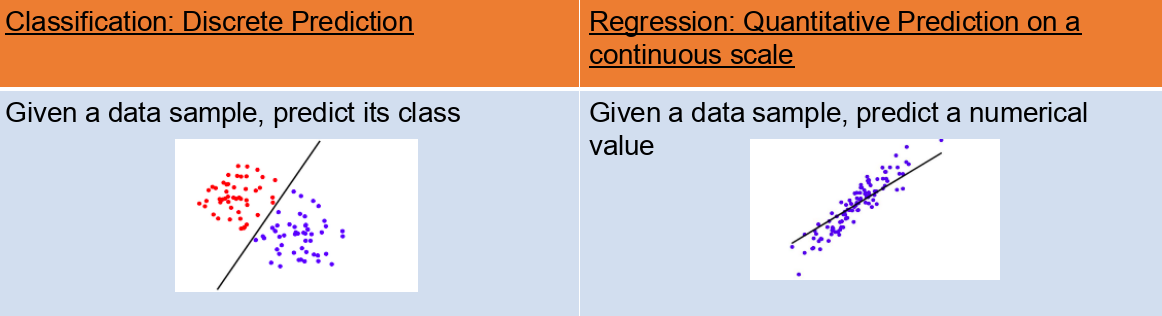 Classification: Discrete Prediction
Regression: Quantitative Prediction on a
continuous scale
Given a data sample, predict its class
Given a data sample, predict a numerical
value